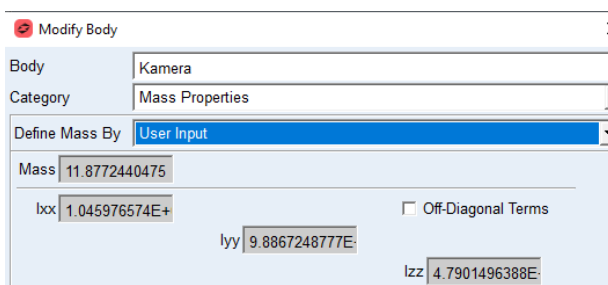 Modify Body
Body Kamera
Category Mass Properties
Define Mass By User Input
Mass 11.8772440475
Ixx 1.045976574E+ Off-Diagonal Terms
Iyy 9.8867248777E-
Izz 4.7901496388E-